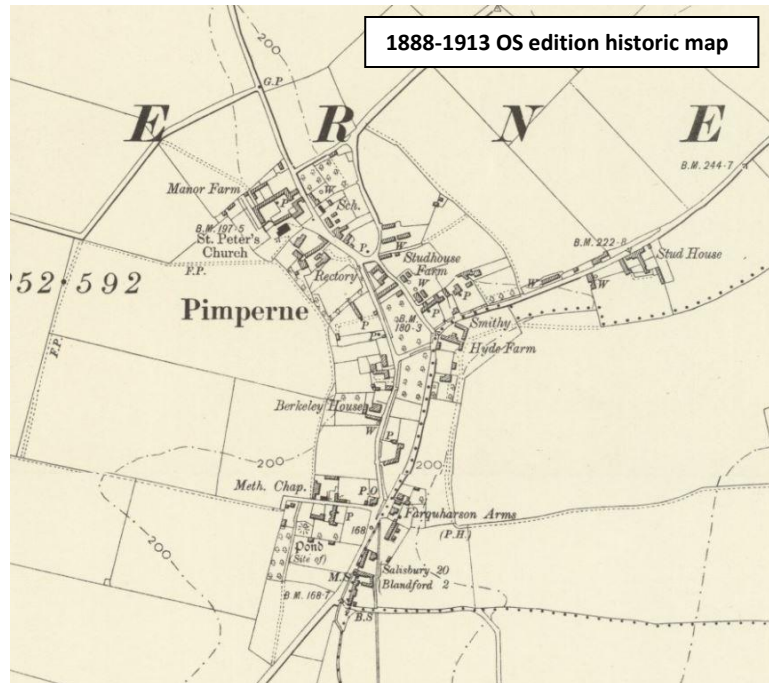 1888-1913 OS edition historic map
200
G.P
E R N E
B.M. 244·7
Manor Farm
P
W
Sch.
B.M. 197·5
St. Peter's
Church
P.
W
B.M. 222·8
Stud House
F.P.
Rectory
Studhouse
Farm
W
P
W
W
252 592
Pimperne
P
P
B.M.
180·3
Smithy
Hyde Farm
F.P.
P
Berkeley House
W
P
200
200
Meth. Chap.
P.O
Farquharson Arms
(P.H.)
P
168
200
Pond
(Site of)
M.S
Salisbury 20
Blandford 2
B.M. 168·7
B.S